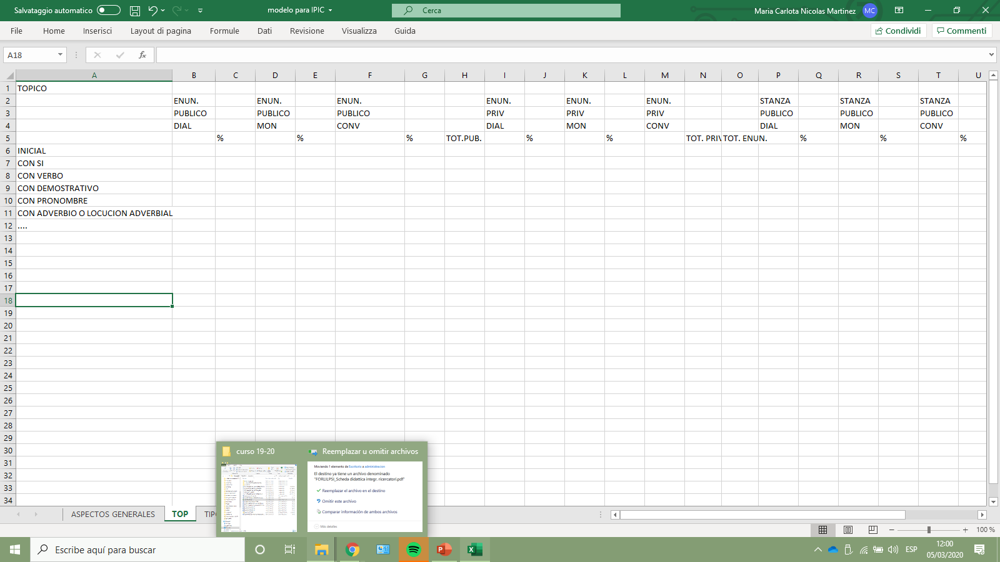 Salvataggio automatico
modelo para IPIC
Cerca
Maria Carlota Nicolas Martinez
MC
File Home Inserisci Layout di pagina Formule Dati Revisione Visualizza Guida
Condividi Commenti
A18
fx
A B C D E F G H I J K L M N O P Q R S T U
1 TOPICO
2 ENUN. ENUN. ENUN. ENUN. ENUN. ENUN. STANZA STANZA STANZA
3 PUBLICO PUBLICO PUBLICO PRIV PRIV PRIV PUBLICO PUBLICO PUBLICO
4 DIAL MON CONV DIAL MON CONV DIAL MON CONV
5 % % % TOT.PUB. % % TOT. PRIV TOT. ENUN. % % %
6 INICIAL
7 CON SI
8 CON VERBO
9 CON DEMOSTRATIVO
10 CON PRONOMBRE
11 CON ADVERBIO O LOCUCION ADVERBIAL
12 ....
13
14
15
16
17
18
19
20
21
22
23
24
25
26
27
28
29
30
31
32
33
34
curso 19-20
Reemplazar u omitir archivos
Moviendo 1 elemento de Escritorio a administracion
El destino ya tiene un archivo denominado
"FORLILPSI_Scheda didattica integr. ricercatori.pdf"
Reemplazar el archivo en el destino
Omitir este archivo
Comparar información de ambos archivos
Más detalles
ASPECTOS GENERALES TOP
100 %
Escribe aquí para buscar
ESP
12:00
05/03/2020